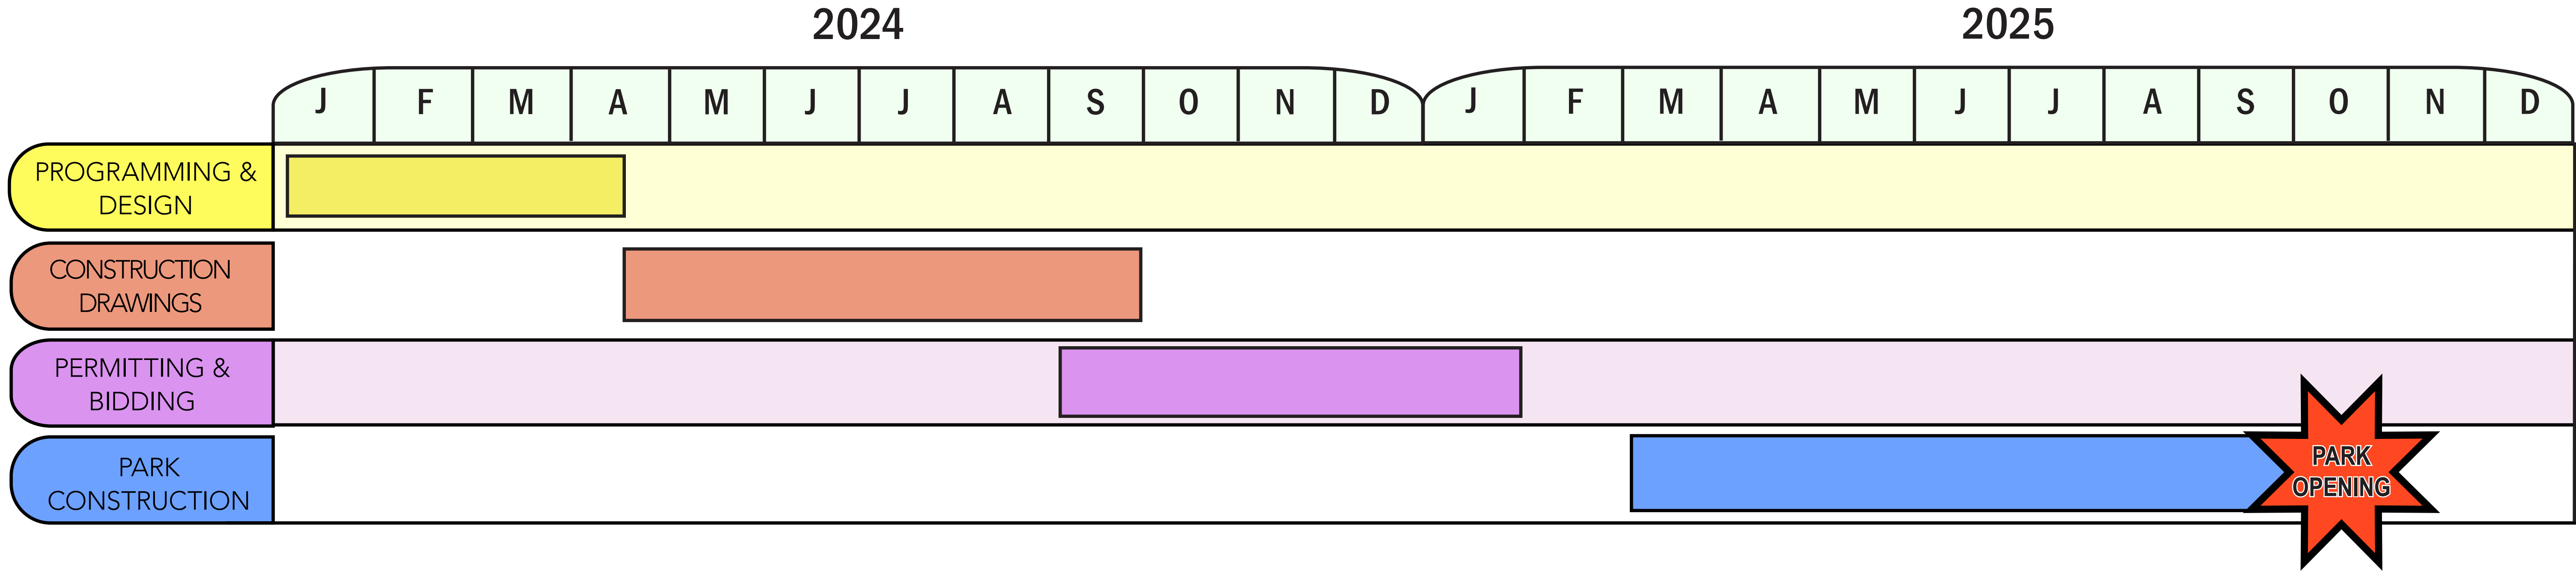 2024 2025
J F M A M J J A S O N D J F M A M J J A S O N D
PROGRAMMING &
DESIGN
CONSTRUCTION
DRAWINGS
PERMITTING &
BIDDING
PARK
CONSTRUCTION
PARK
OPENING